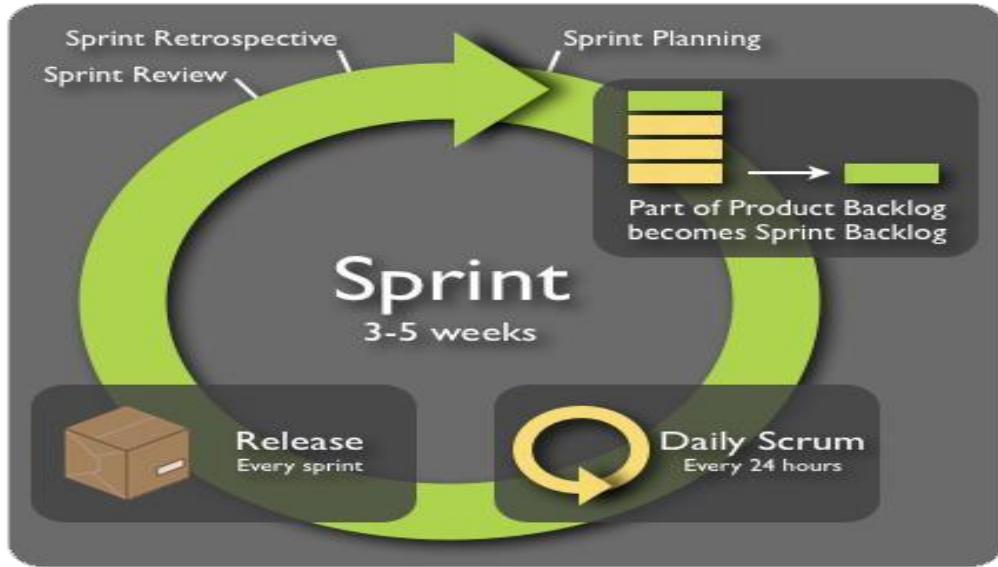 Sprint Retrospective
Sprint Review
Sprint Planning
Part of Product Backlog
becomes Sprint Backlog
Sprint
3-5 weeks
Release
Every sprint
Daily Scrum
Every 24 hours